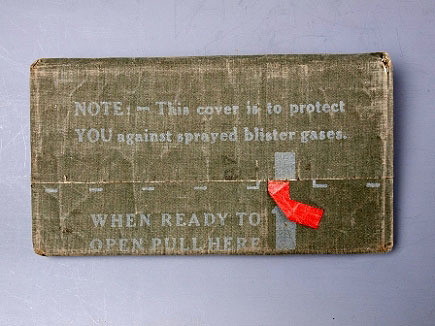 NOTE: — This cover is to protect
YOU against sprayed blister gases.
WHEN READY TO
OPEN PULL HERE